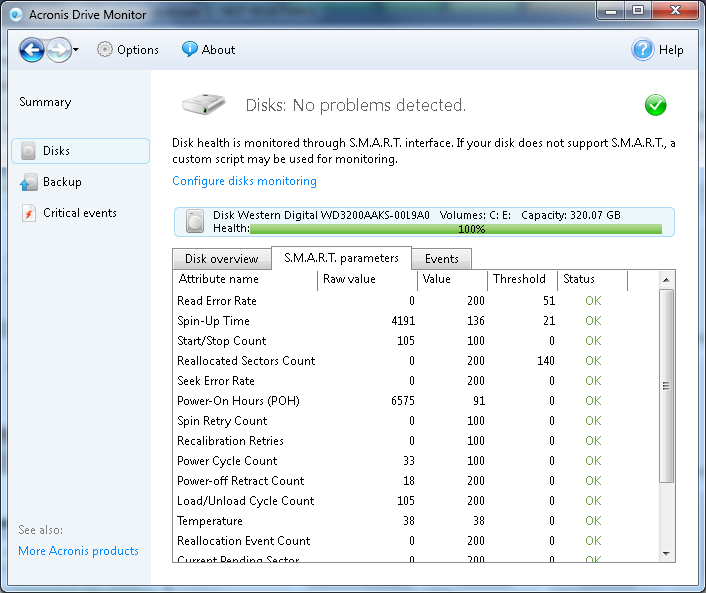 Acronis Drive Monitor
Options About Help
Summary
Disks
Backup
Critical events
See also:
More Acronis products
Disks: No problems detected.
Disk health is monitored through S.M.A.R.T. interface. If your disk does not support S.M.A.R.T., a
custom script may be used for monitoring.
Configure disks monitoring
Disk Western Digital WD3200AAKS-00L9A0 Volumes: C: E: Capacity: 320.07 GB
Health: 100%
Disk overview S.M.A.R.T. parameters Events
Attribute name Raw value Value Threshold Status
Read Error Rate 0 200 51 OK
Spin-Up Time 4191 136 21 OK
Start/Stop Count 105 100 0 OK
Reallocated Sectors Count 0 200 140 OK
Seek Error Rate 0 200 0 OK
Power-On Hours (POH) 6575 91 0 OK
Spin Retry Count 0 100 0 OK
Recalibration Retries 0 100 0 OK
Power Cycle Count 33 100 0 OK
Power-off Retract Count 18 200 0 OK
Load/Unload Cycle Count 105 200 0 OK
Temperature 38 38 0 OK
Reallocation Event Count 0 200 0 OK
Current Pending Sector 0 200 0 OK